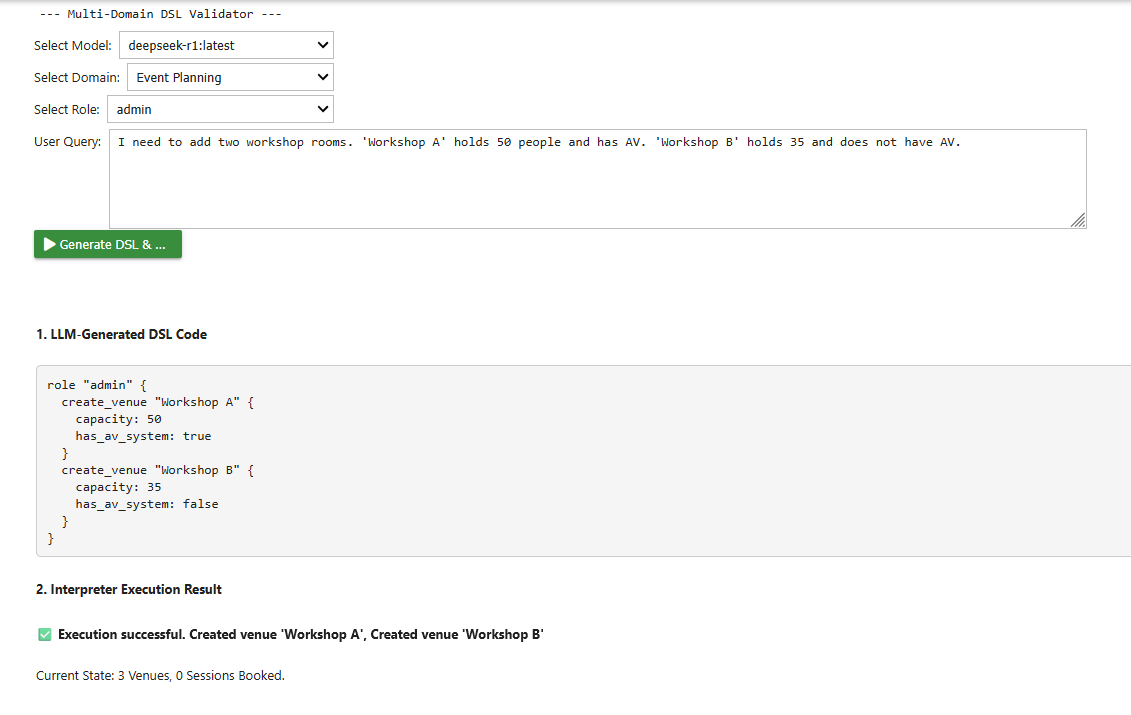 --- Multi-Domain DSL Validator ---
Select Model: deepseek-r1:latest
Select Domain: Event Planning
Select Role: admin
User Query: I need to add two workshop rooms. 'Workshop A' holds 50 people and has AV. 'Workshop B' holds 35 and does not have AV.
Generate DSL & ...
1. LLM-Generated DSL Code
role "admin" {
  create_venue "Workshop A" {
    capacity: 50
    has_av_system: true
  }
  create_venue "Workshop B" {
    capacity: 35
    has_av_system: false
  }
}
2. Interpreter Execution Result
✅ Execution successful. Created venue 'Workshop A', Created venue 'Workshop B'
Current State: 3 Venues, 0 Sessions Booked.